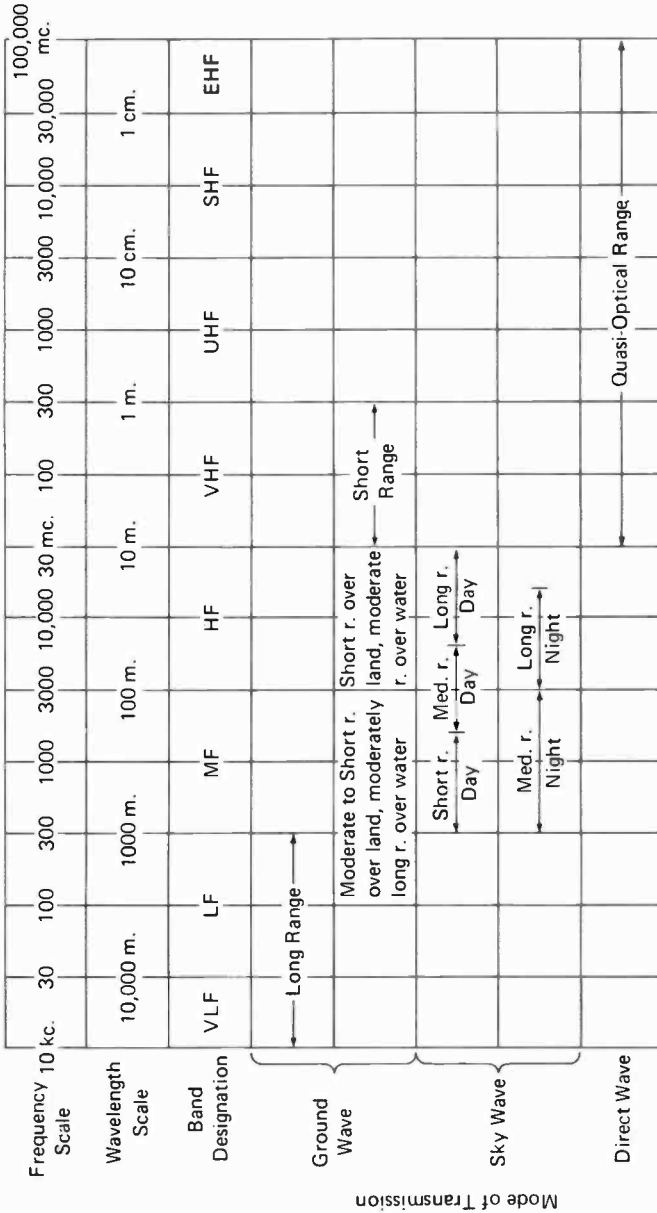 Frequency Scale 10 kc. 30 100 300 1000 3000 10,000 30 mc. 100 300 1000 3000 10,000 30,000 100,000 mc.
Wavelength Scale 10,000 m. 1000 m. 100 m. 10 m. 1 m. 10 cm. 1 cm.
Band Designation VLF LF MF HF VHF UHF SHF EHF
Mode of Transmission
Ground Wave
Long Range
Moderate to Short r.
over land, moderately
long r. over water
Short r. over
land, moderate
r. over water
Short
Range
Sky Wave
Short r.
Day
Med. r.
Day
Long r.
Day
Med. r.
Night
Long r.
Night
Direct Wave
Quasi-Optical Range